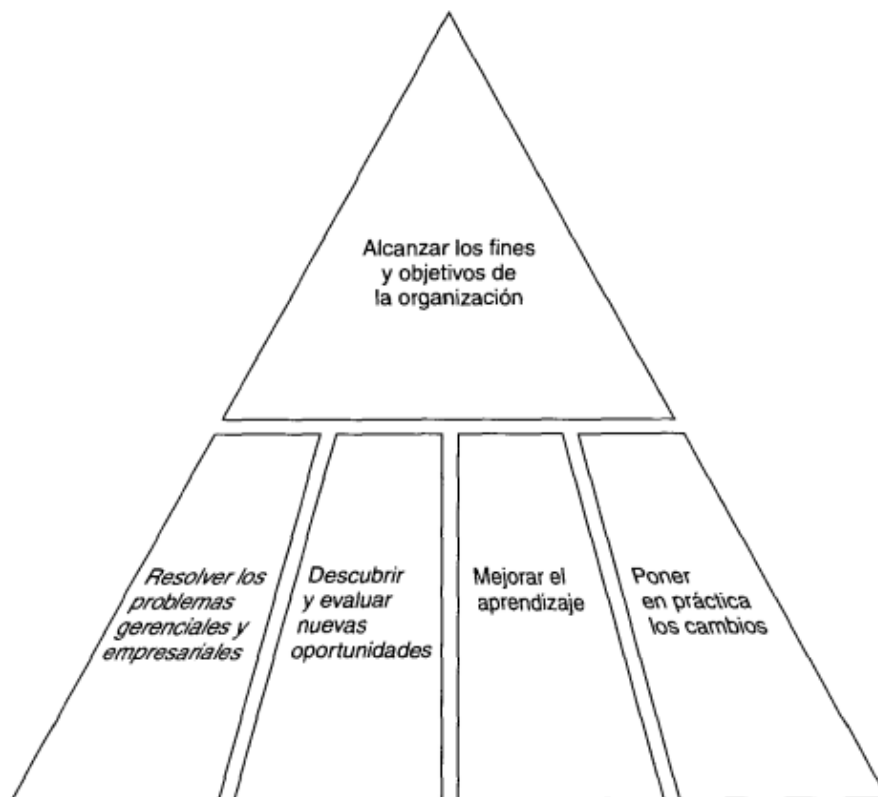 Alcanzar los fines
y objetivos de
la organización
Resolver los
problemas
gerenciales y
empresariales
Descubrir
y evaluar
nuevas
oportunidades
Mejorar el
aprendizaje
Poner
en práctica
los cambios